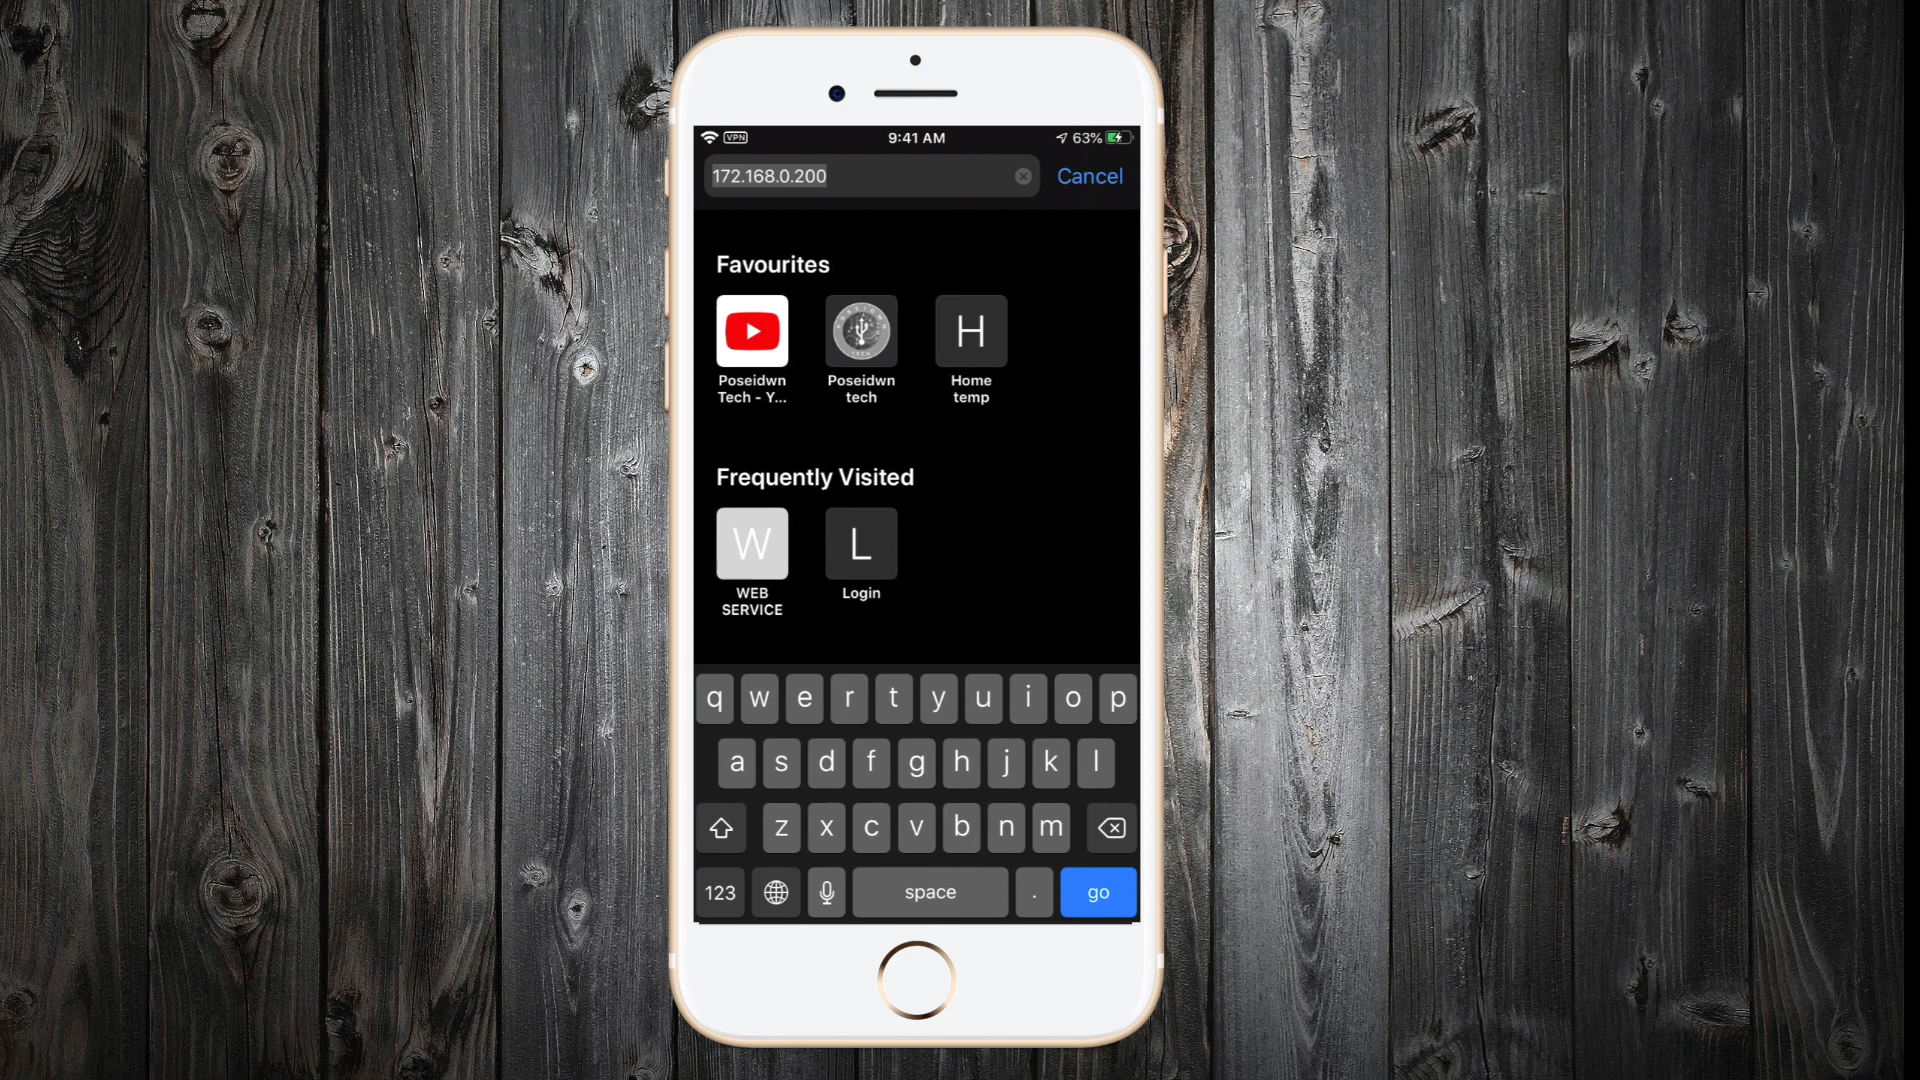 VPN 9:41 AM 63%
172.168.0.200 Cancel
Favourites
Poseidwn Tech - Y...
Poseidwn tech
Home temp
Frequently Visited
W L
WEB SERVICE
Login
q w e r t y u i o p
a s d f g h j k l
z x c v b n m
123 space . go